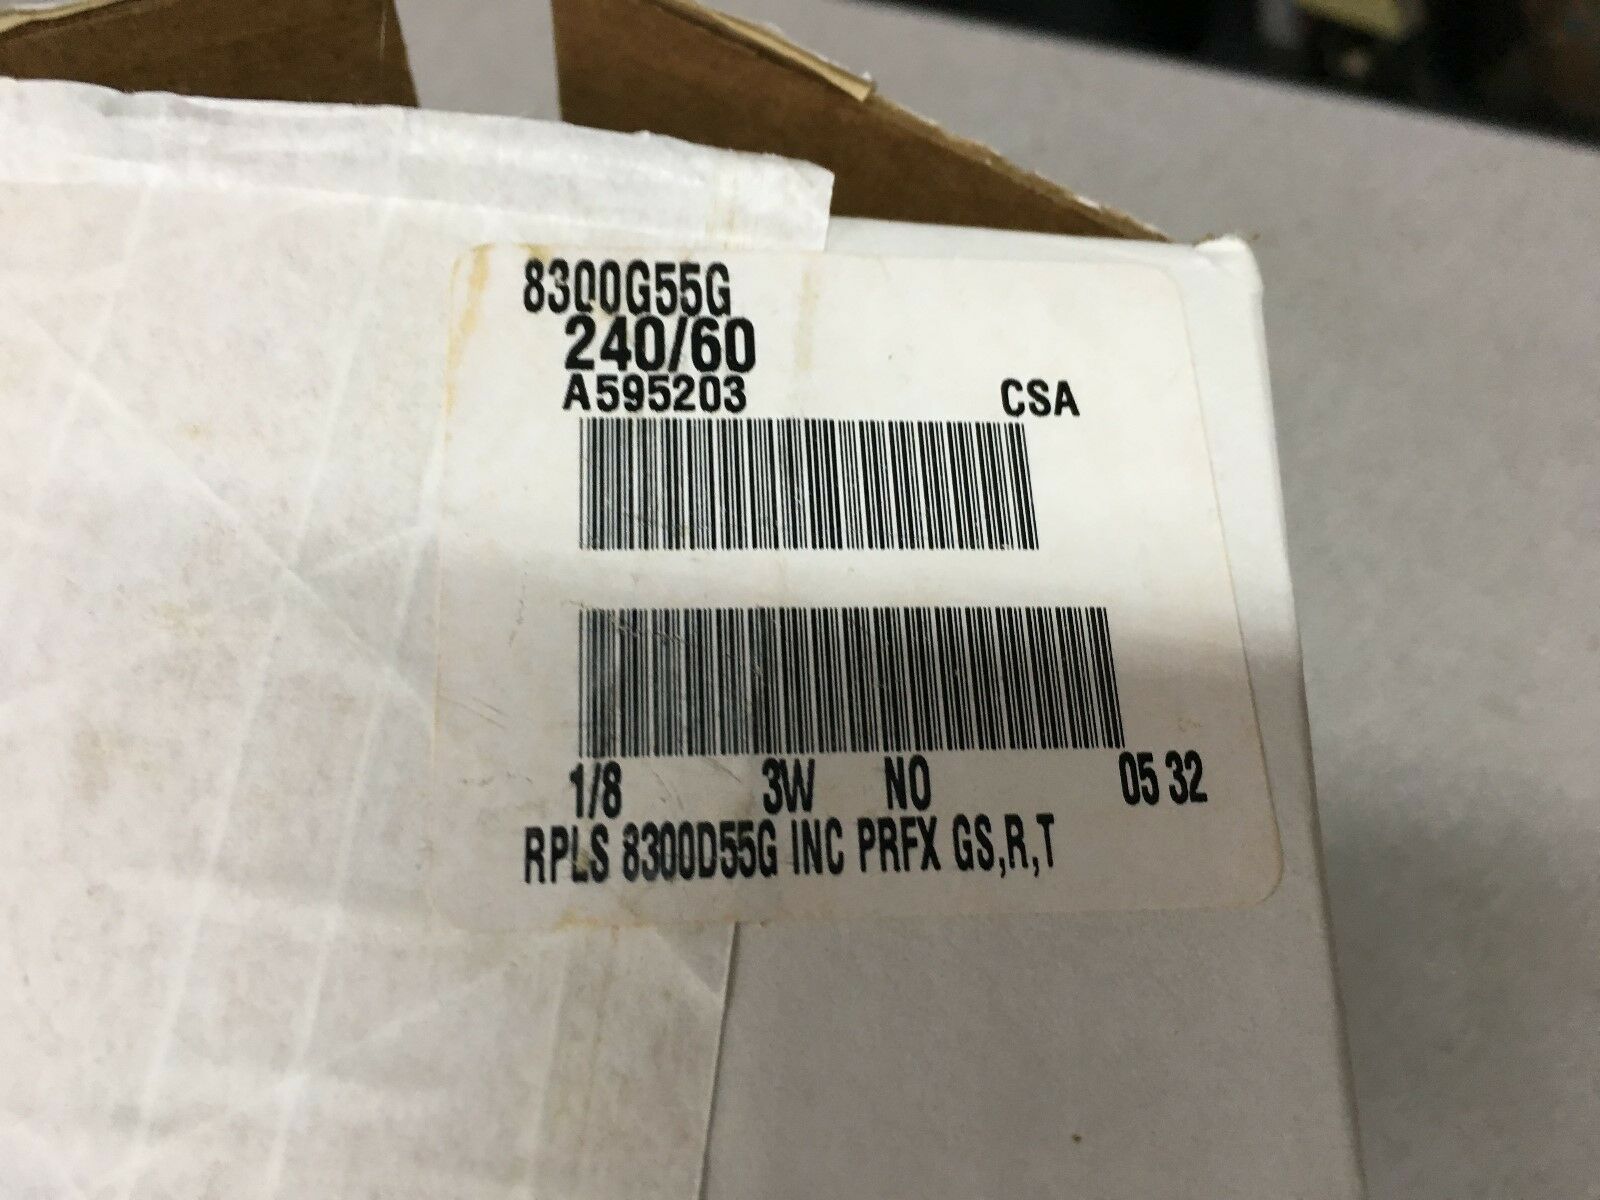 8300G55G
240/60
A595203 CSA
1/8 3W NO 05 32
RPLS 8300D55G INC PRFX GS,R,T